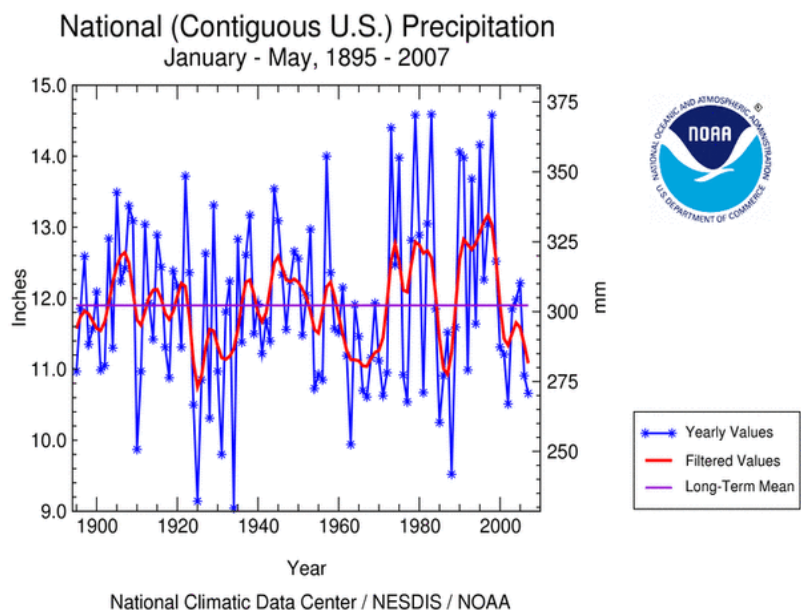 National (Contiguous U.S.) Precipitation
January - May, 1895 - 2007
15.0
14.0
13.0
12.0
11.0
10.0
9.0
Inches
375
350
325
300
275
250
mm
1900
1920
1940
1960
1980
2000
Year
National Climatic Data Center / NESDIS / NOAA
NATIONAL OCEANIC AND ATMOSPHERIC ADMINISTRATION
NOAA
U.S. DEPARTMENT OF COMMERCE
®
Yearly Values
Filtered Values
Long-Term Mean